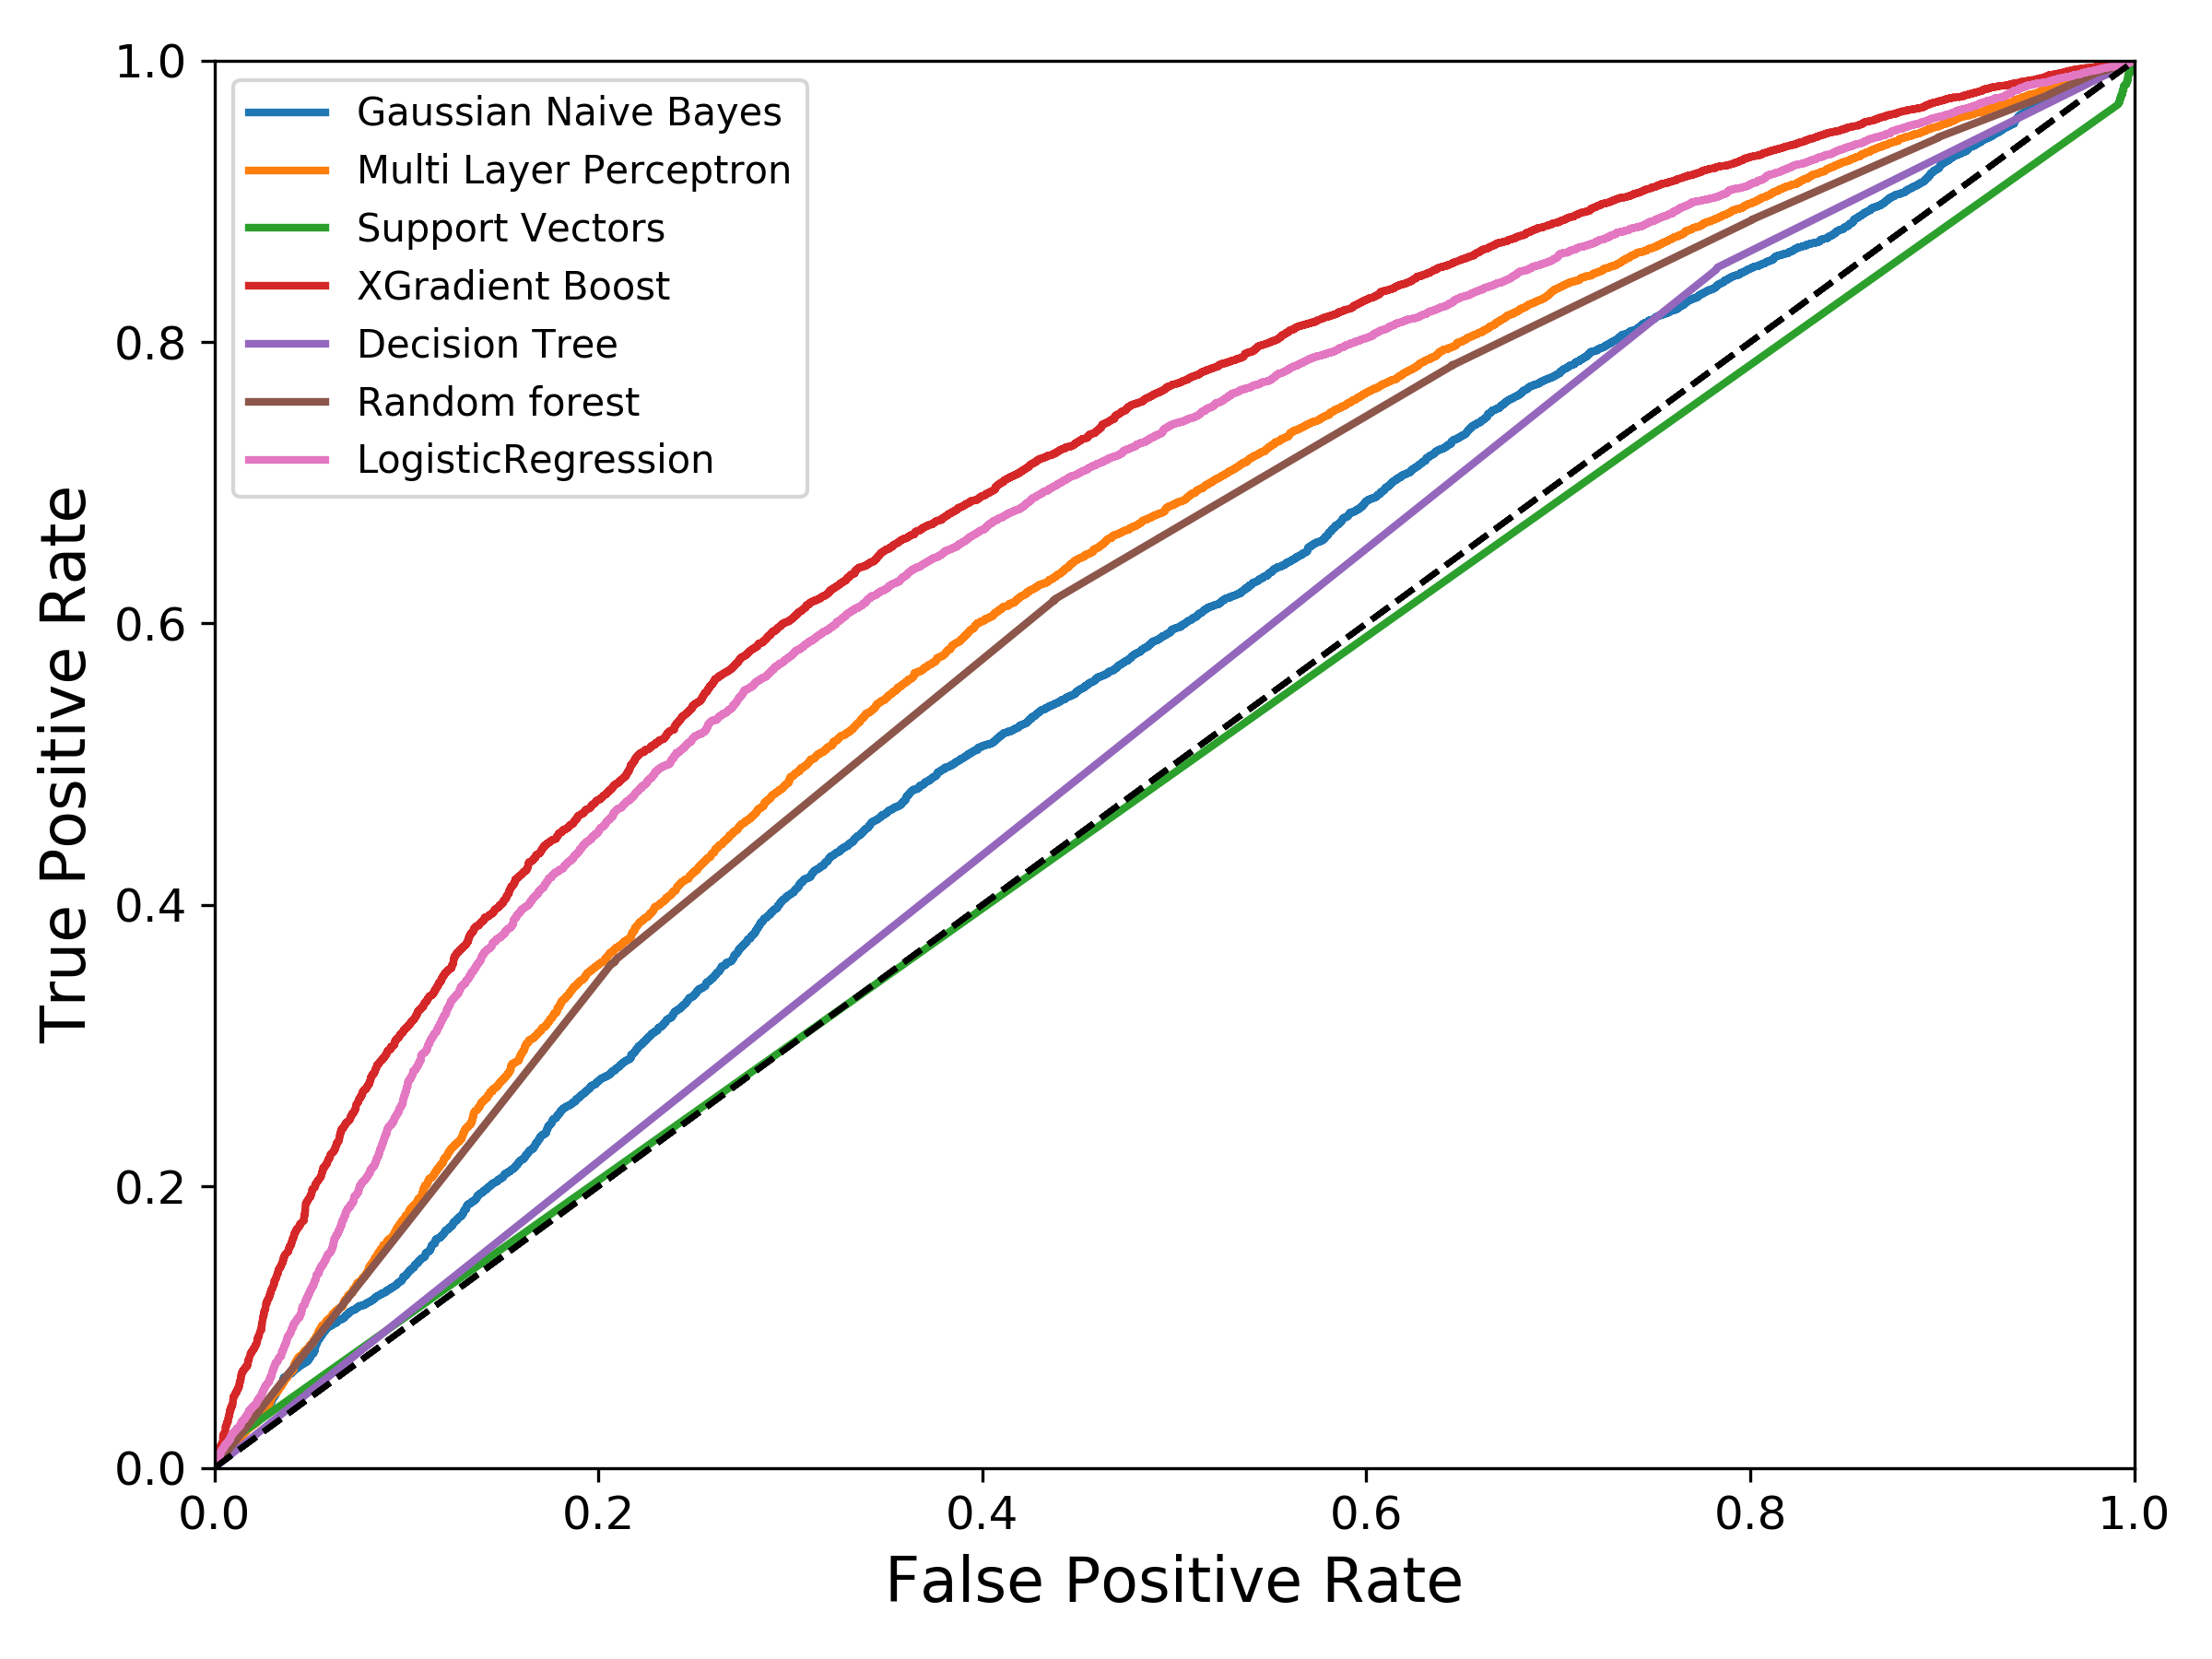 True Positive Rate
1.0
0.8
0.6
0.4
0.2
0.0
Gaussian Naive Bayes
Multi Layer Perceptron
Support Vectors
XGradient Boost
Decision Tree
Random forest
LogisticRegression
0.0 0.2 0.4 0.6 0.8 1.0
False Positive Rate